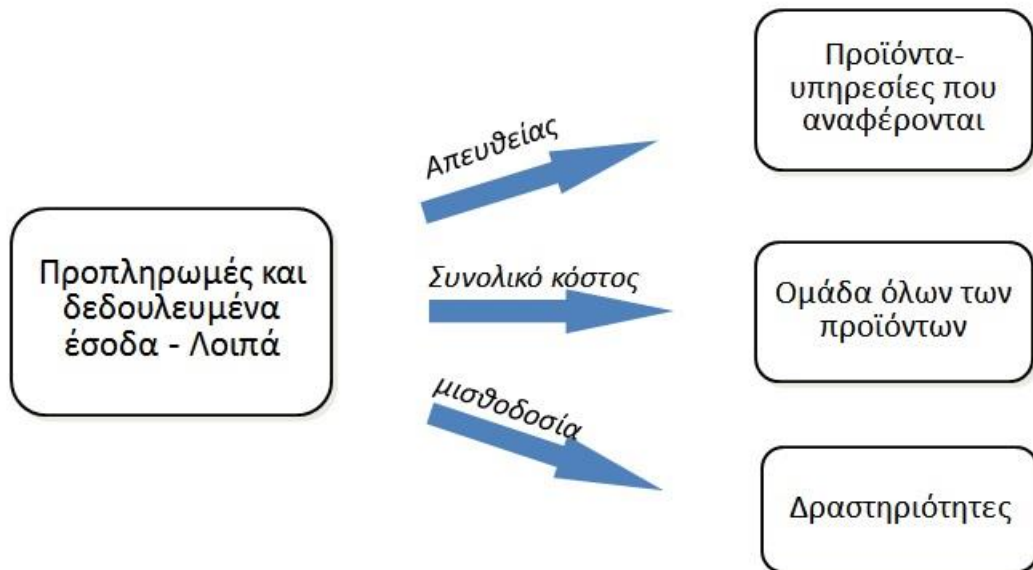 Προϊόντα-
υπηρεσίες που
αναφέρονται
Απευθείας
Προπληρωμές και
δεδουλευμένα
έσοδα - Λοιπά
Συνολικό κόστος
Ομάδα όλων των
προϊόντων
μισθοδοσία
Δραστηριότητες